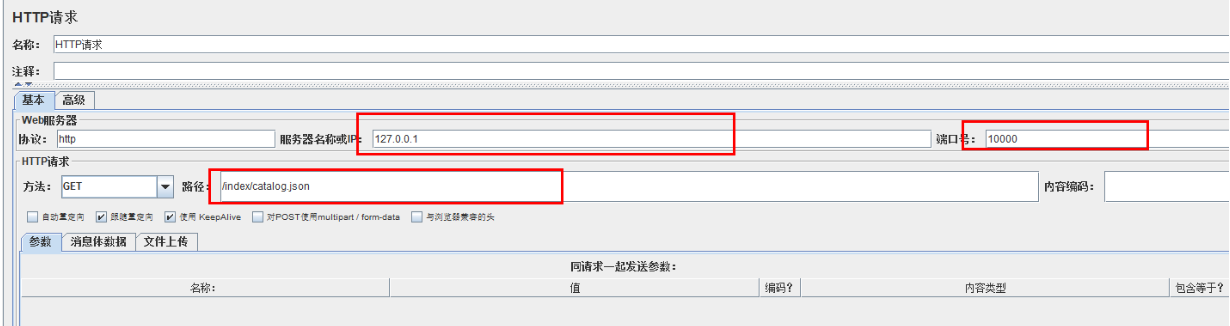 HTTP请求
名称： HTTP请求
注释：
基本 高级
Web服务器
协议： http 服务器名称或IP： 127.0.0.1 端口号： 10000
HTTP请求
方法： GET 路径： /index/catalog.json 内容编码：
自动重定向 跟随重定向 使用 KeepAlive 对POST使用multipart / form-data 与浏览器兼容的头
参数 消息体数据 文件上传
同请求一起发送参数：
名称： 值 编码？ 内容类型 包含等于？